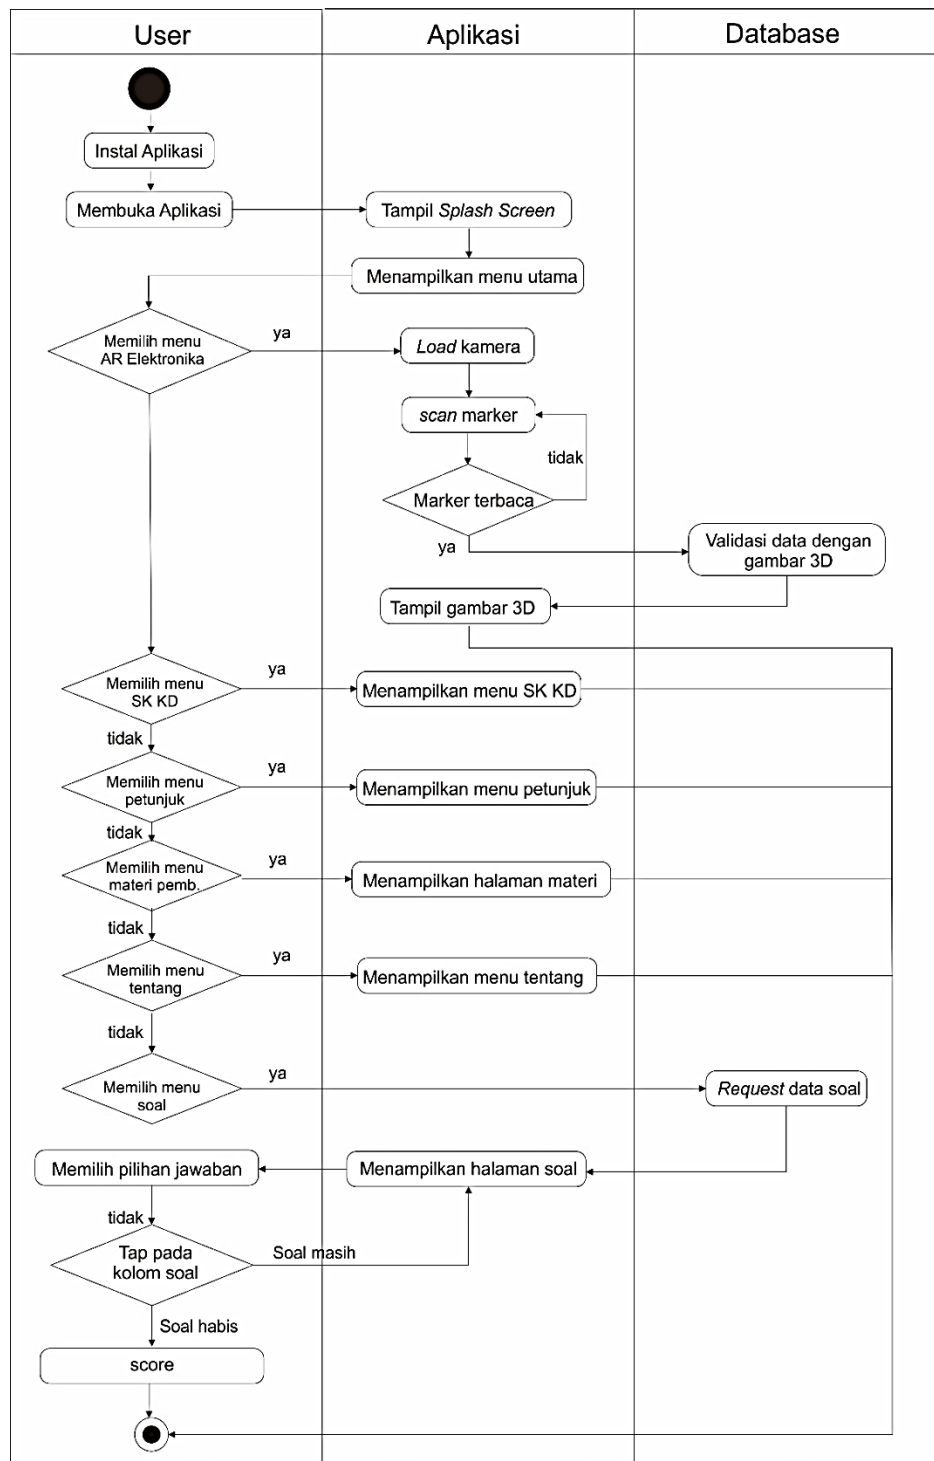 User
Aplikasi
Database
Instal Aplikasi
Membuka Aplikasi
Tampil Splash Screen
Menampilkan menu utama
Memilih menu
AR Elektronika
ya
Load kamera
scan marker
tidak
Marker terbaca
ya
Validasi data dengan
gambar 3D
Tampil gambar 3D
Memilih menu
SK KD
ya
Menampilkan menu SK KD
tidak
Memilih menu
petunjuk
ya
Menampilkan menu petunjuk
tidak
Memilih menu
materi pemb.
ya
Menampilkan halaman materi
tidak
Memilih menu
tentang
ya
Menampilkan menu tentang
tidak
Memilih menu
soal
ya
Request data soal
Memilih pilihan jawaban
Menampilkan halaman soal
tidak
Tap pada
kolom soal
Soal masih
Soal habis
score